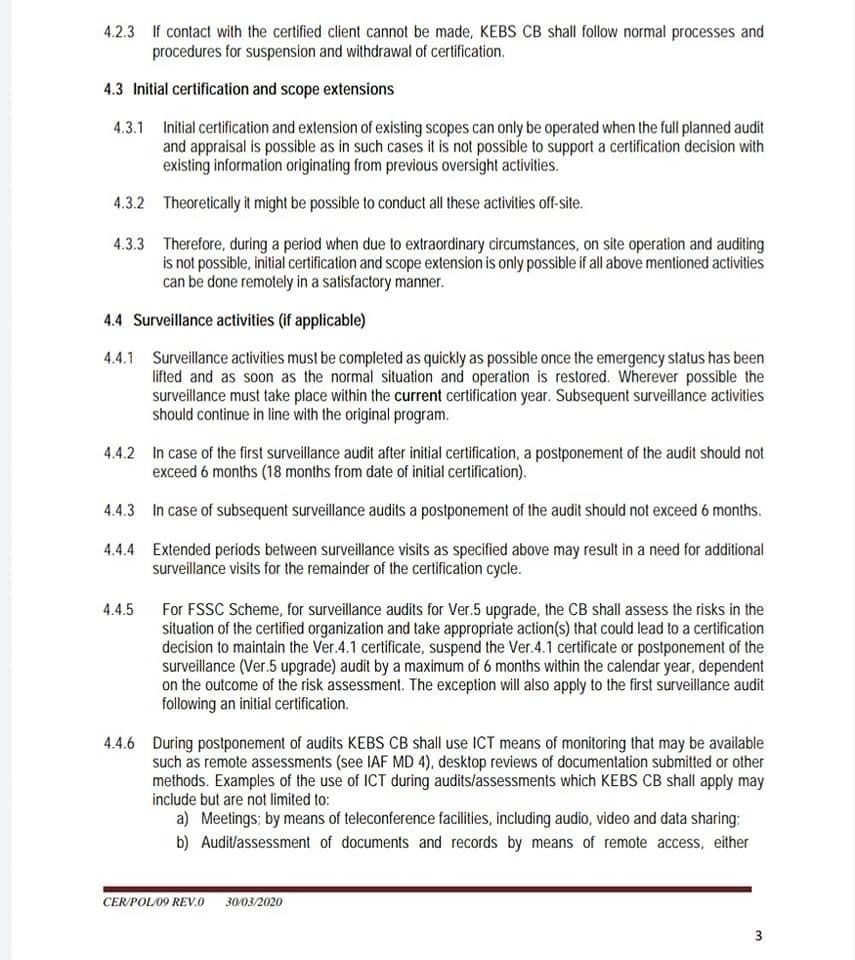 4.2.3 If contact with the certified client cannot be made, KEBS CB shall follow normal processes and
procedures for suspension and withdrawal of certification.
4.3 Initial certification and scope extensions
4.3.1 Initial certification and extension of existing scopes can only be operated when the full planned audit
and appraisal is possible as in such cases it is not possible to support a certification decision with
existing information originating from previous oversight activities.
4.3.2 Theoretically it might be possible to conduct all these activities off-site.
4.3.3 Therefore, during a period when due to extraordinary circumstances, on site operation and auditing
is not possible, initial certification and scope extension is only possible if all above mentioned activities
can be done remotely in a satisfactory manner.
4.4 Surveillance activities (if applicable)
4.4.1 Surveillance activities must be completed as quickly as possible once the emergency status has been
lifted and as soon as the normal situation and operation is restored. Wherever possible the
surveillance must take place within the current certification year. Subsequent surveillance activities
should continue in line with the original program.
4.4.2 In case of the first surveillance audit after initial certification, a postponement of the audit should not
exceed 6 months (18 months from date of initial certification).
4.4.3 In case of subsequent surveillance audits a postponement of the audit should not exceed 6 months.
4.4.4 Extended periods between surveillance visits as specified above may result in a need for additional
surveillance visits for the remainder of the certification cycle.
4.4.5 For FSSC Scheme, for surveillance audits for Ver.5 upgrade, the CB shall assess the risks in the
situation of the certified organization and take appropriate action(s) that could lead to a certification
decision to maintain the Ver.4.1 certificate, suspend the Ver.4.1 certificate or postponement of the
surveillance (Ver.5 upgrade) audit by a maximum of 6 months within the calendar year, dependent
on the outcome of the risk assessment. The exception will also apply to the first surveillance audit
following an initial certification.
4.4.6 During postponement of audits KEBS CB shall use ICT means of monitoring that may be available
such as remote assessments (see IAF MD 4), desktop reviews of documentation submitted or other
methods. Examples of the use of ICT during audits/assessments which KEBS CB shall apply may
include but are not limited to:
a) Meetings; by means of teleconference facilities, including audio, video and data sharing;
b) Audit/assessment of documents and records by means of remote access, either
CER/POL/09 REV.0 30/03/2020
3